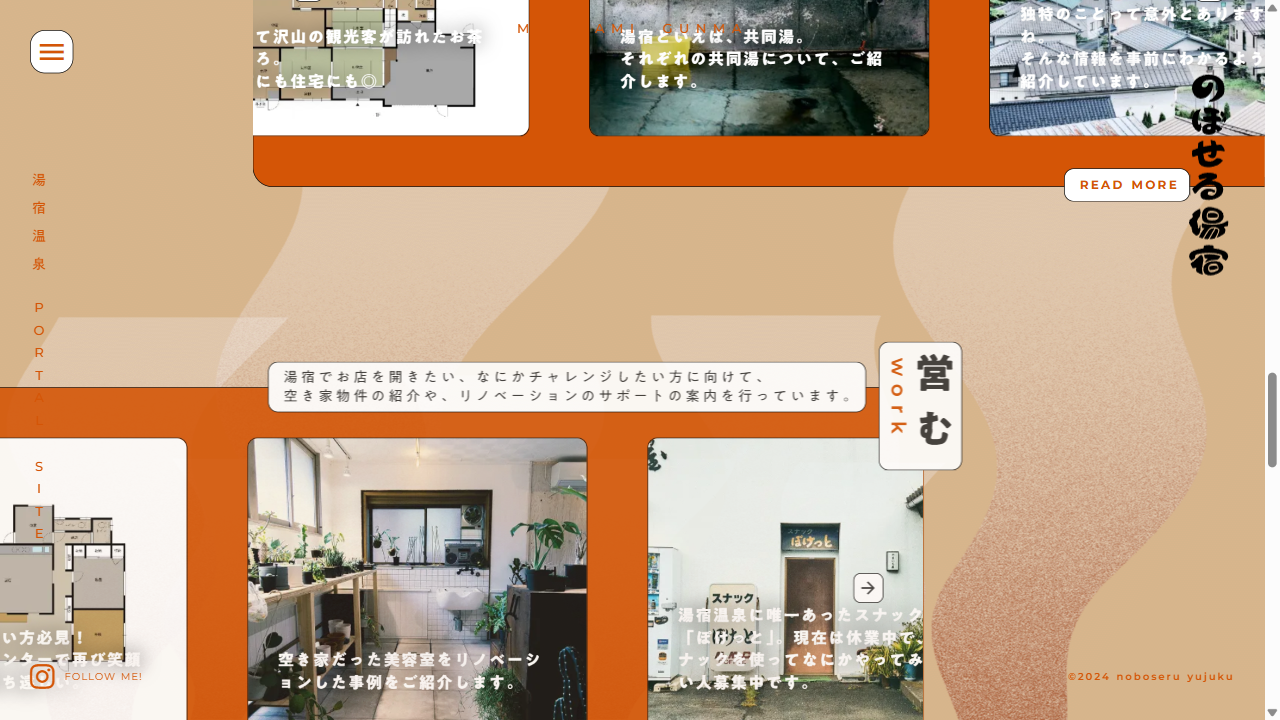 て沢山の観光客が訪れたお茶
ろ。
にも住宅にも◎
湯宿といえば、共同湯。
それぞれの共同湯について、ご紹
介します。
独特のことって意外とあります
ね。
そんな情報を事前にわかるよう
紹介しています。
のぼせる湯宿
READ MORE
湯宿温泉 PORTAL SITE
湯宿でお店を開きたい、なにかチャレンジしたい方に向けて、
空き家物件の紹介や、リノベーションのサポートの案内を行っています。
営む
Work
い方必見！
ンターで再び笑顔
空き家だった美容室をリノベーシ
ョンした事例をご紹介します。
スナック
ぽけっと
スナック
湯宿温泉に唯一あったスナック
「ぽけっと」。現在は休業中で、
ナックを使ってなにかやってみ
い人募集中です。
FOLLOW ME!
©2024 noboseru yujuku